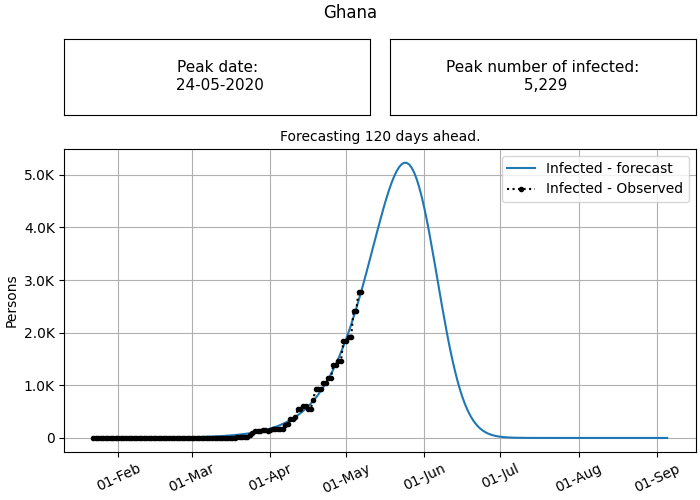 Ghana
Peak date:
24-05-2020
Peak number of infected:
5,229
Forecasting 120 days ahead.
Infected - forecast
Infected - Observed
Persons
5.0K
4.0K
3.0K
2.0K
1.0K
0
01-Feb
01-Mar
01-Apr
01-May
01-Jun
01-Jul
01-Aug
01-Sep